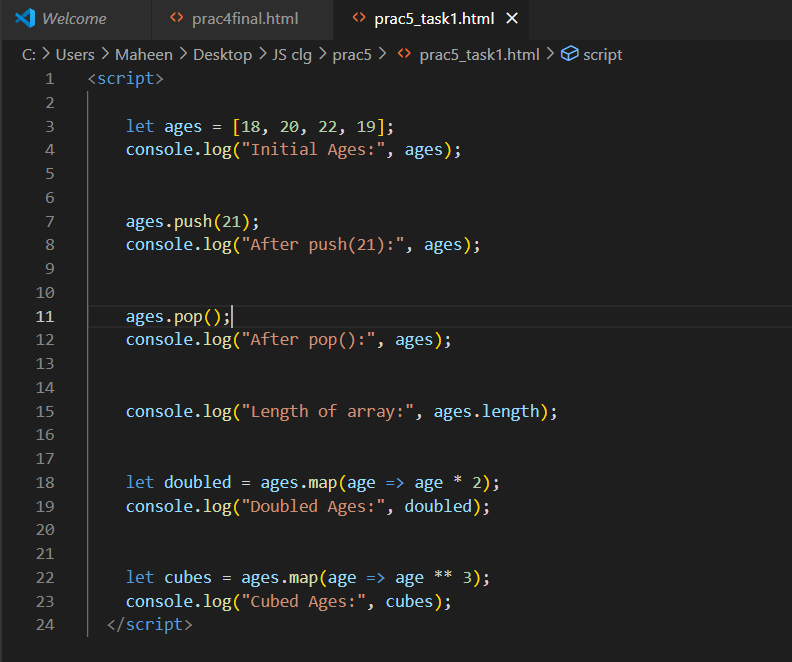 Welcome prac4final.html prac5_task1.html
C: > Users > Maheen > Desktop > JS clg > prac5 > prac5_task1.html > script
1 <script>
2
3 let ages = [18, 20, 22, 19];
4 console.log("Initial Ages:", ages);
5
6
7 ages.push(21);
8 console.log("After push(21):", ages);
9
10
11 ages.pop();
12 console.log("After pop():", ages);
13
14
15 console.log("Length of array:", ages.length);
16
17
18 let doubled = ages.map(age => age * 2);
19 console.log("Doubled Ages:", doubled);
20
21
22 let cubes = ages.map(age => age ** 3);
23 console.log("Cubed Ages:", cubes);
24 </script>